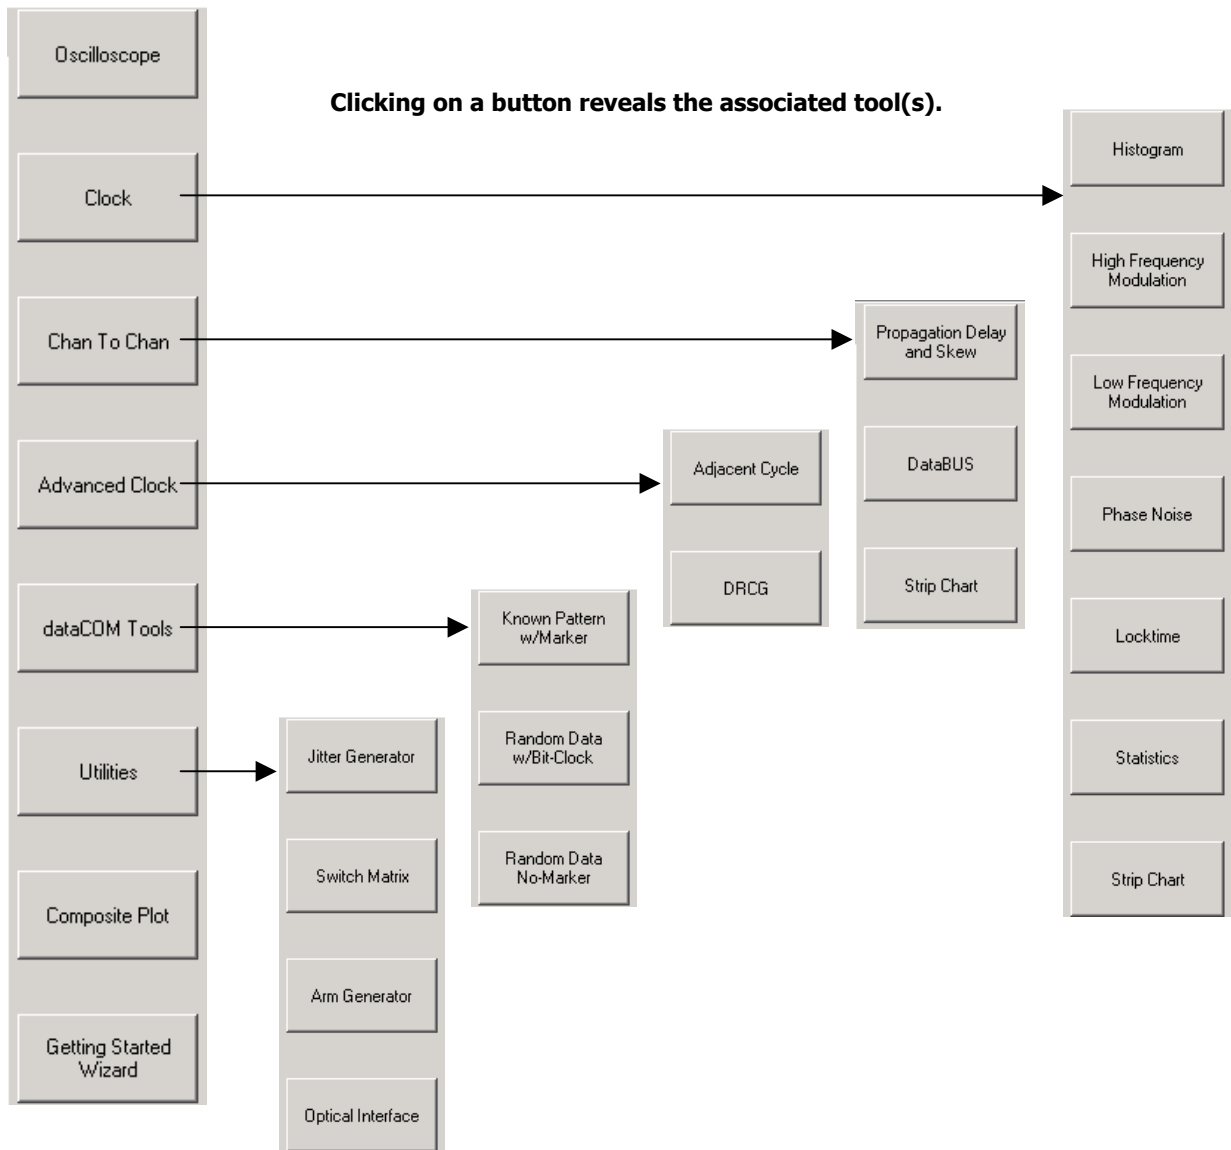 Clicking on a button reveals the associated tool(s).
Oscilloscope
Clock
Chan To Chan
Advanced Clock
dataCOM Tools
Utilities
Composite Plot
Getting Started
Wizard
Jitter Generator
Switch Matrix
Arm Generator
Optical Interface
Known Pattern
w/Marker
Random Data
w/Bit-Clock
Random Data
No-Marker
Adjacent Cycle
DRCG
Propagation Delay
and Skew
DataBUS
Strip Chart
Histogram
High Frequency
Modulation
Low Frequency
Modulation
Phase Noise
Locktime
Statistics
Strip Chart